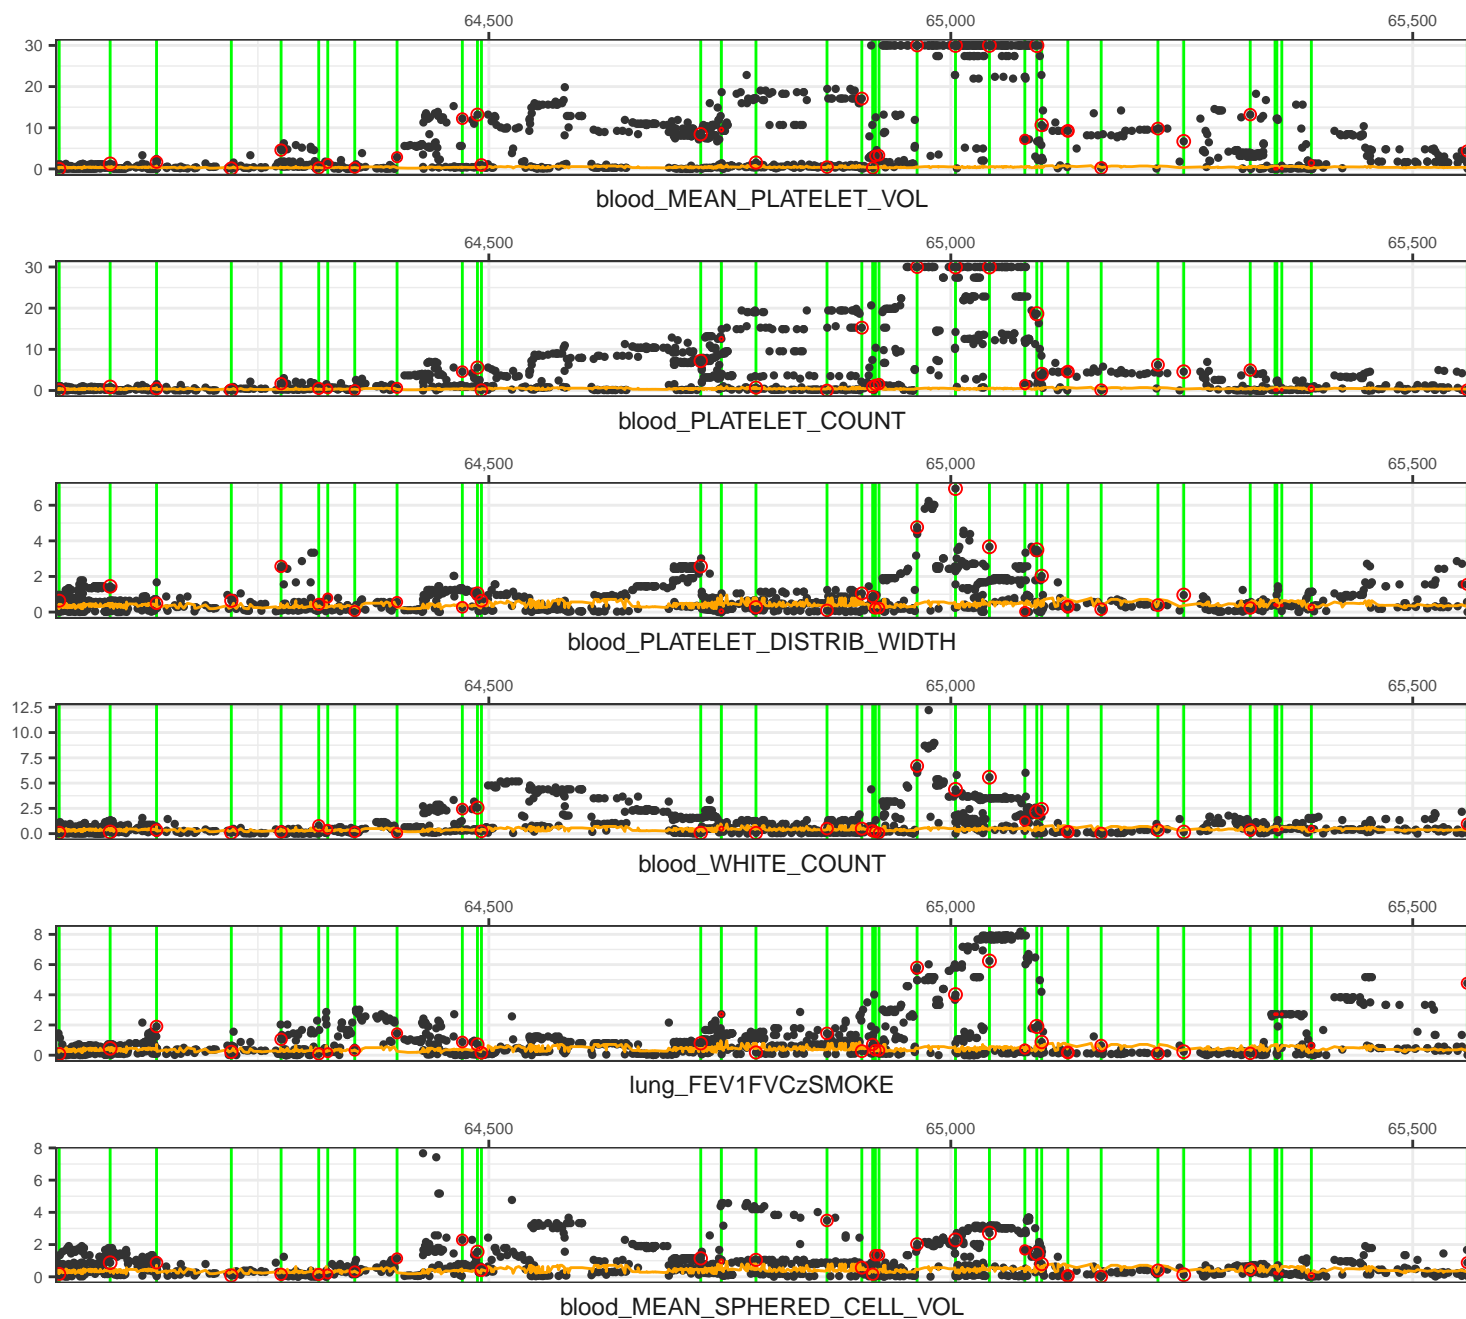 64,500 65,000 65,500
30
20
10
0
blood_MEAN_PLATELET_VOL
64,500 65,000 65,500
30
20
10
0
blood_PLATELET_COUNT
64,500 65,000 65,500
6
4
2
0
blood_PLATELET_DISTRIB_WIDTH
64,500 65,000 65,500
12.5
10.0
7.5
5.0
2.5
0.0
blood_WHITE_COUNT
64,500 65,000 65,500
8
6
4
2
0
lung_FEV1FVCzSMOKE
64,500 65,000 65,500
8
6
4
2
0
blood_MEAN_SPHERED_CELL_VOL